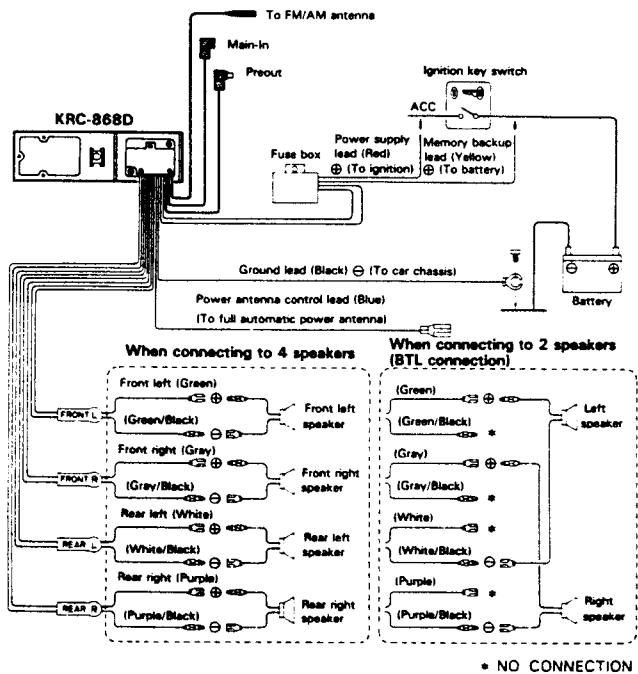 To FM/AM antenna
Main-In
Preout
Ignition key switch
KRC-868D
ACC
Fuse box
Power supply
lead (Red)
⊕ (To ignition)
Memory backup
lead (Yellow)
⊕ (To battery)
Ground lead (Black) ⊖ (To car chassis)
⊖ ⊕
Battery
Power antenna control lead (Blue)
(To full automatic power antenna)
When connecting to 4 speakers
Front left (Green)
⊕
FRONT L
(Green/Black)
⊖
Front left
speaker
Front right (Gray)
⊕
FRONT R
(Gray/Black)
⊖
Front right
speaker
Rear left (White)
⊕
REAR L
(White/Black)
⊖
Rear left
speaker
Rear right (Purple)
⊕
REAR R
(Purple/Black)
⊖
Rear right
speaker
When connecting to 2 speakers
(BTL connection)
(Green)
⊕
(Green/Black)
*
Left
speaker
(Gray)
⊕
(Gray/Black)
*
(White)
*
(White/Black)
⊖
(Purple)
*
(Purple/Black)
⊖
Right
speaker
* NO CONNECTION